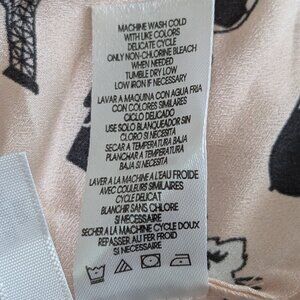 MACHINE WASH COLD
WITH LIKE COLORS
DELICATE CYCLE
ONLY NON-CHLORINE BLEACH
WHEN NEEDED
TUMBLE DRY LOW
LOW IRON IF NECESSARY
LAVAR A MAQUINA CON AGUA FRIA
CON COLORES SIMILARES
CICLO DELICADO
USE SOLO BLANQUEADOR SIN
CLORO SI NECESITA
SECAR A TEMPERATURA BAJA
PLANCHAR A TEMPERATURA
BAJA SI NECESITA
LAVER A LA MACHINE A L'EAU FROIDE
AVEC COULEURS SIMILAIRES
CYCLE DELICAT
BLANCHIR SANS CHLORE
SI NECESSAIRE
SECHER A LA MACHINE CYCLE DOUX
REPASSER AU FER FROID
SI NECESSAIRE